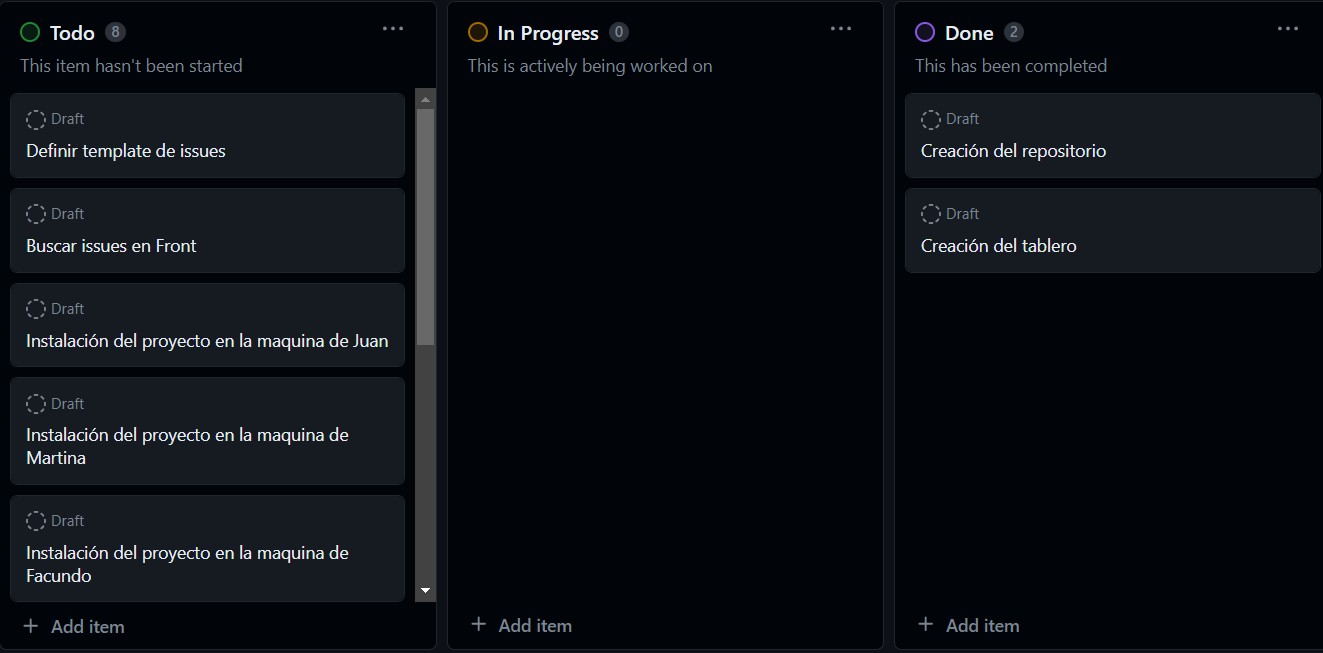 Todo 8
This item hasn't been started
Draft
Definir template de issues
Draft
Buscar issues en Front
Draft
Instalación del proyecto en la maquina de Juan
Draft
Instalación del proyecto en la maquina de
Martina
Draft
Instalación del proyecto en la maquina de
Facundo
+ Add item
In Progress 0
This is actively being worked on
+ Add item
Done 2
This has been completed
Draft
Creación del repositorio
Draft
Creación del tablero
+ Add item